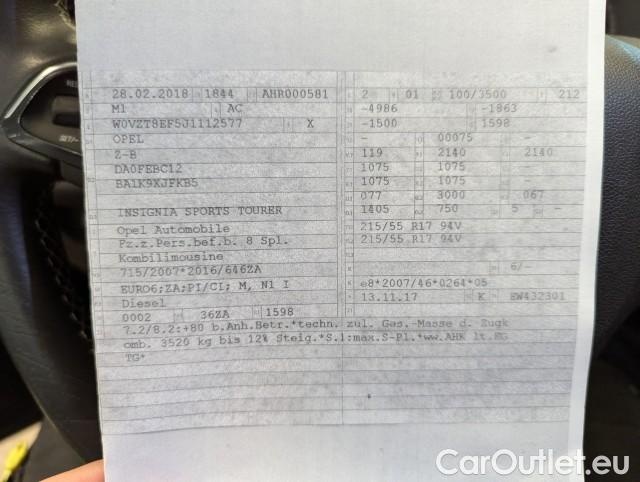 28.02.2018 1844 AHR000581 2 01 100/3500 212
M1 AC -4986 -1863
W0VZT8EF5J1112577 X -1500 1598
OPEL - 00075 -
Z-B 119 2140 2140
DA0FEBC12 1075 1075
BA1K9XJFKB5 1075 1075 -
077 3000 067
INSIGNIA SPORTS TOURER 1405 750 5 -
Opel Automobile 215/55 R17 94V
Fz.z.Pers.bef.b. 8 Spl. 215/55 R17 94V
Kombilimousine
715/2007*2016/646ZA 6/-
EURO6;ZA;PI/CI; M, N1 I e8*2007/46*0264*05
Diesel 13.11.17 K EW432301
0002 36ZA 1598
7.2/8.2:+80 b.Anh.Betr.*techn. zul. Ges.-Masse d. Zugk
omb. 3520 kg bis 12% Steig.*S.1:max.S-Pl.*ww.AHK lt.EG
TG*
CarOutlet.eu